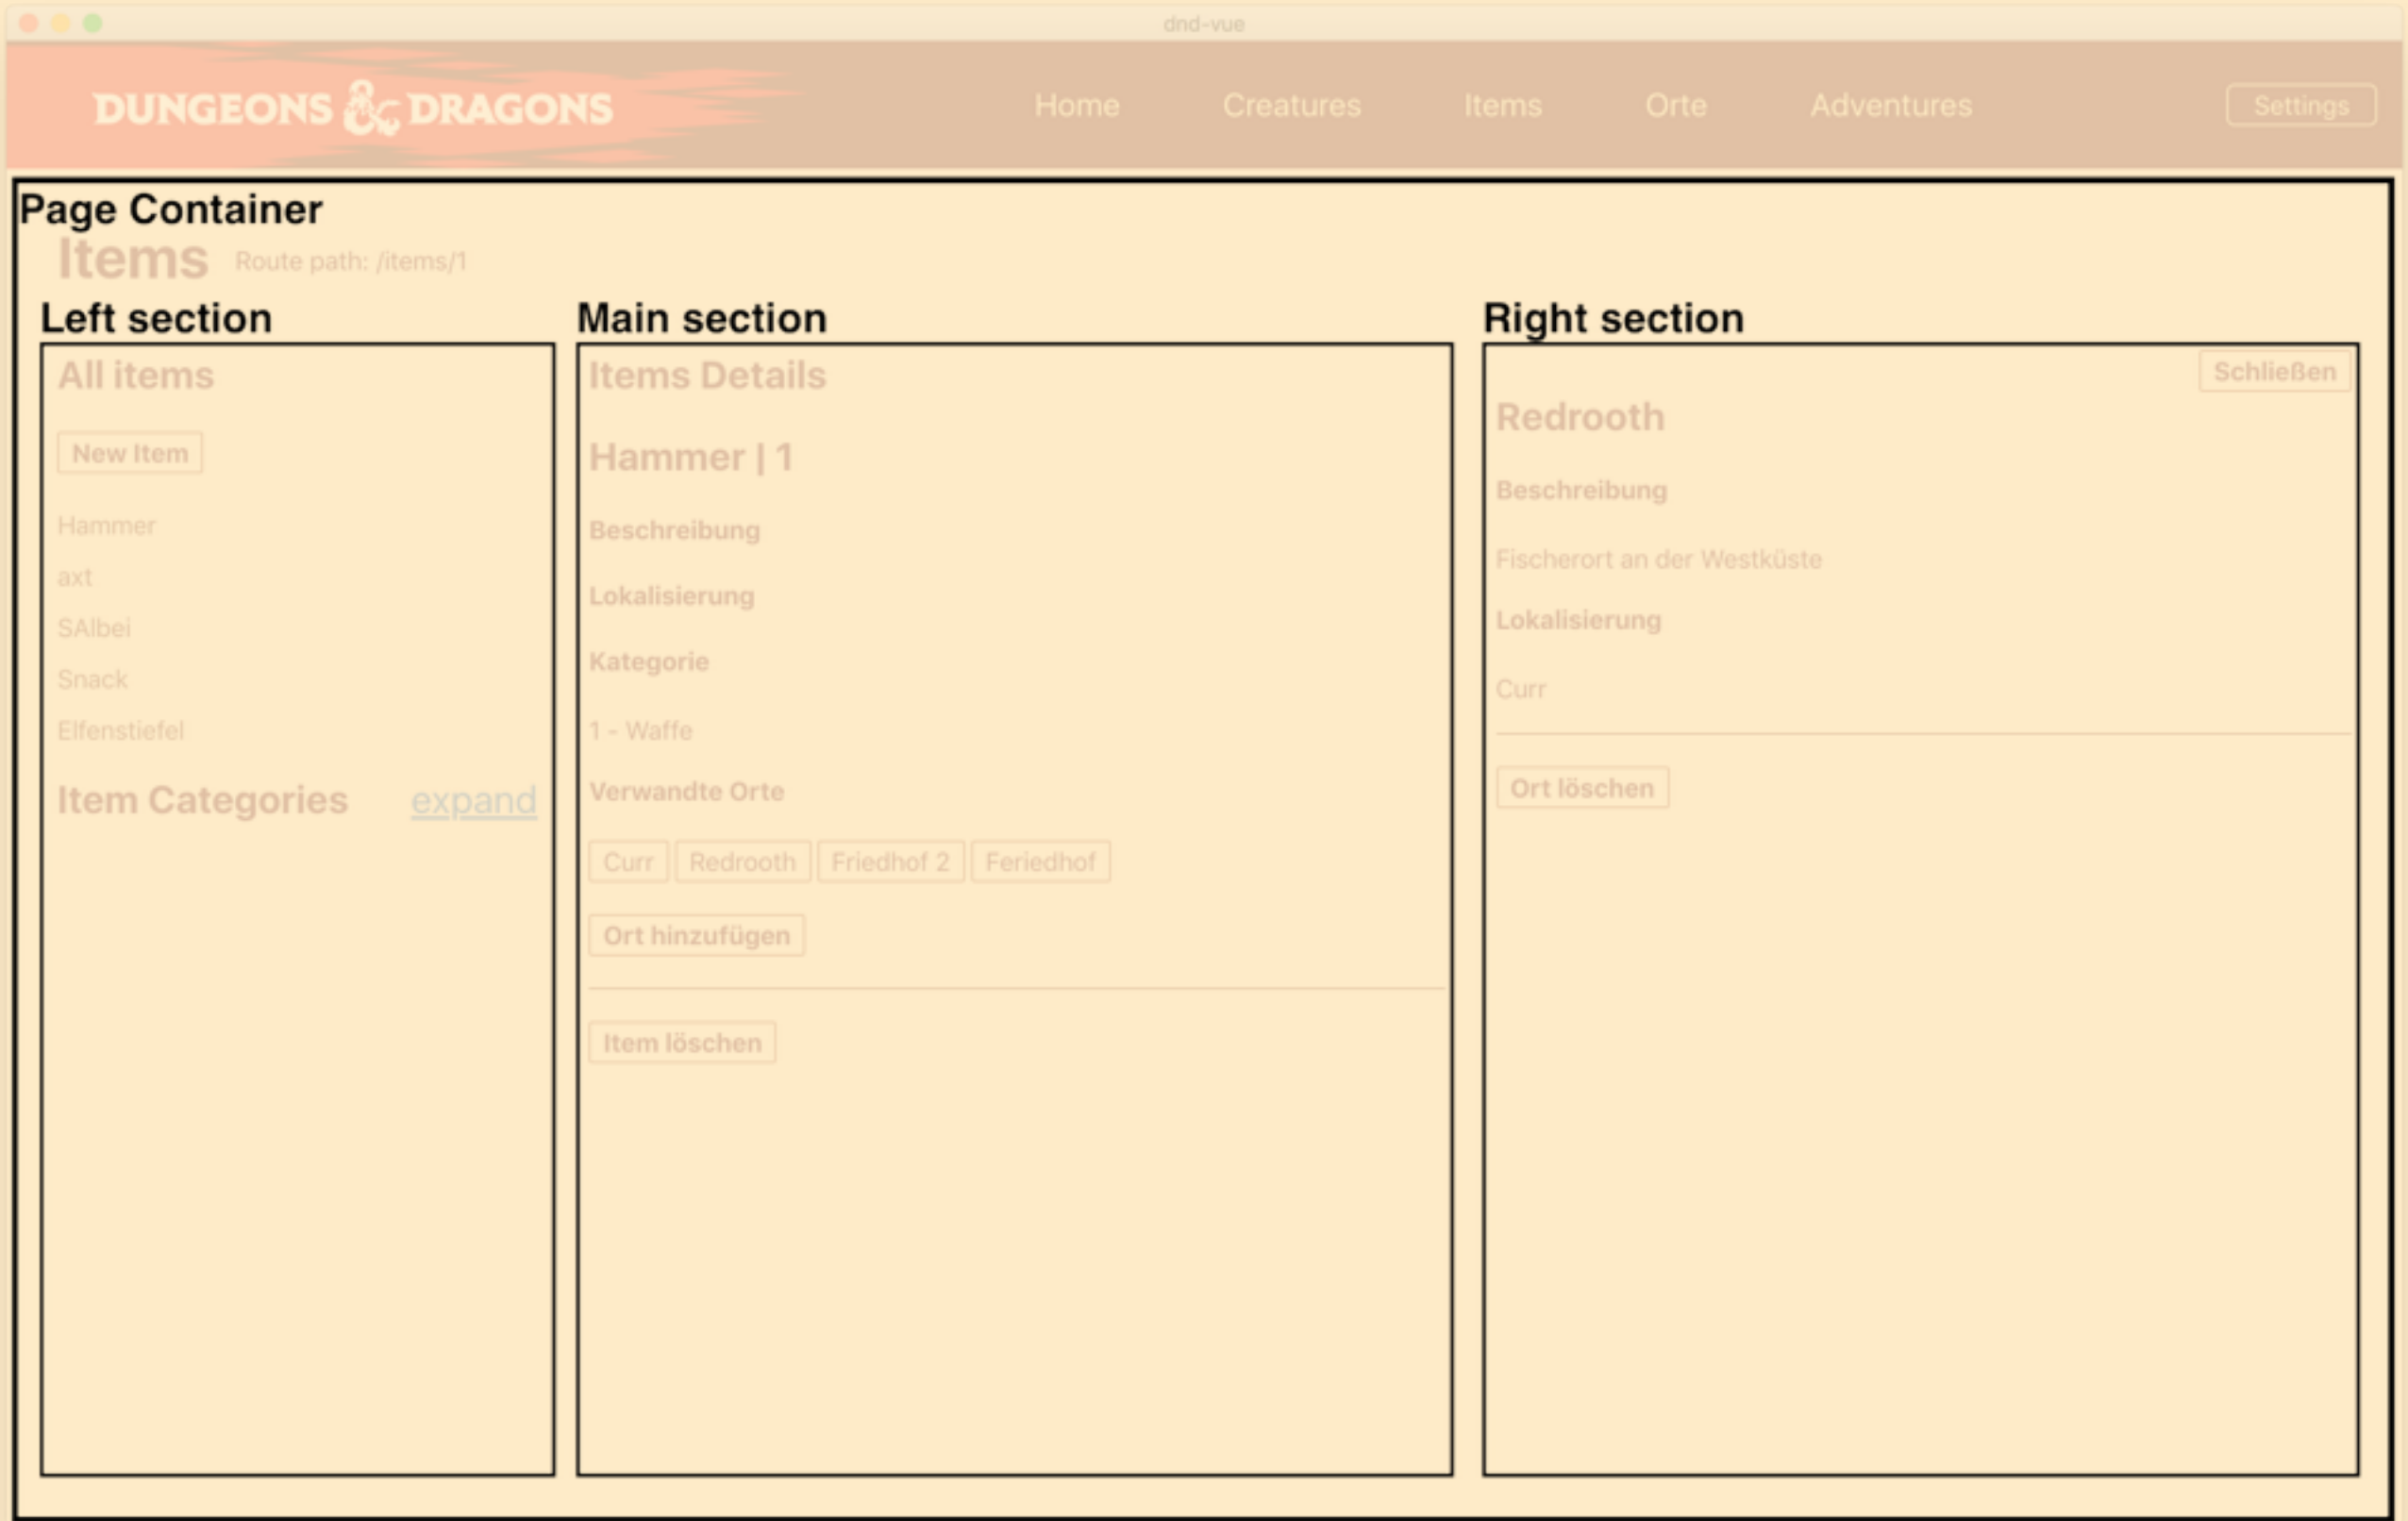 dnd-vue
DUNGEONS & DRAGONS
Home Creatures Items Orte Adventures Settings
Page Container
Items Route path: /items/1
Left section
All items
New Item
Hammer
axt
SAlbei
Snack
Elfenstiefel
Item Categories expand
Main section
Items Details
Hammer | 1
Beschreibung
Lokalisierung
Kategorie
1 - Waffe
Verwandte Orte
Curr Redrooth Friedhof 2 Feriedhof
Ort hinzufügen
Item löschen
Right section
Schließen
Redrooth
Beschreibung
Fischerort an der Westküste
Lokalisierung
Curr
Ort löschen